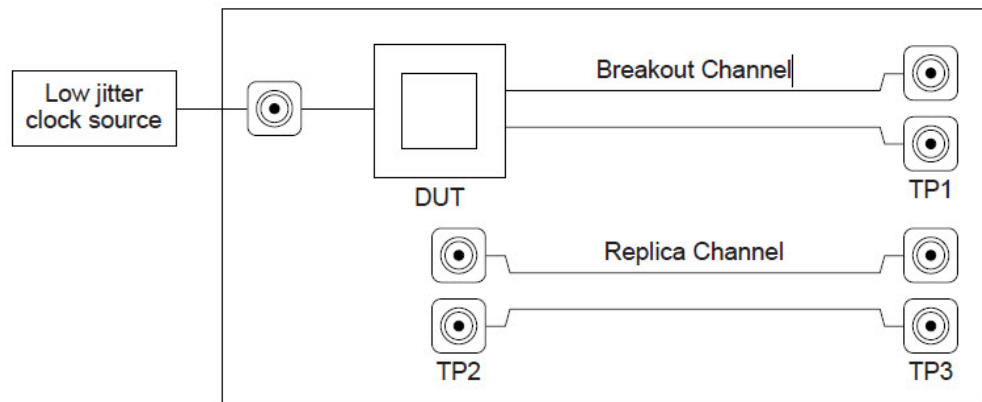 Low jitter
clock source
Breakout Channel
DUT
TP1
Replica Channel
TP2
TP3